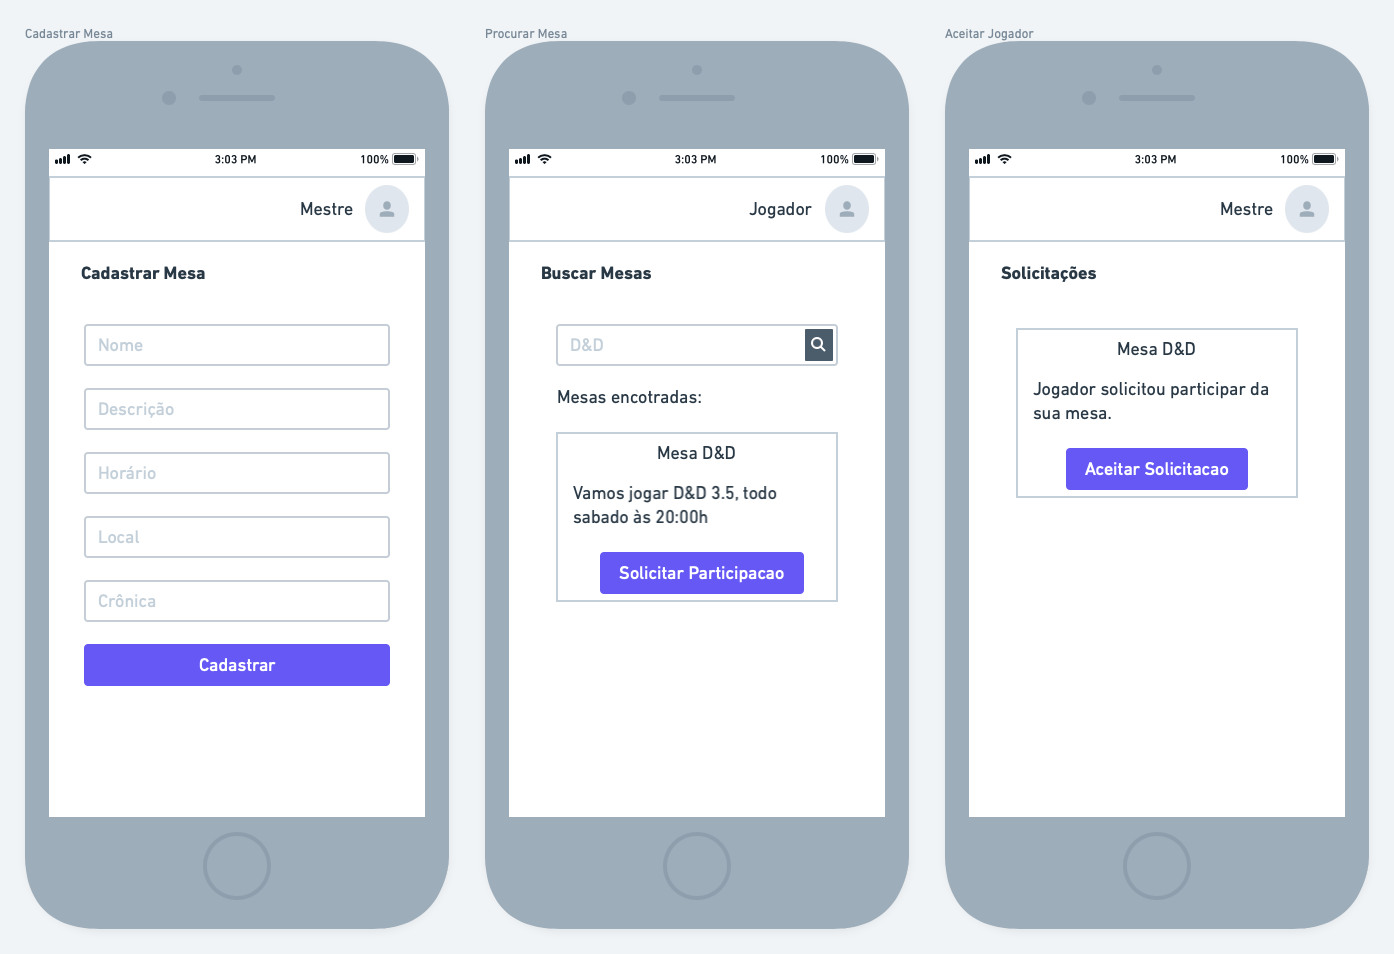 Cadastrar Mesa
3:03 PM
100%
Mestre
Cadastrar Mesa
Nome
Descrição
Horário
Local
Crônica
Cadastrar
Procurar Mesa
3:03 PM
100%
Jogador
Buscar Mesas
D&D
Mesas encotradas:
Mesa D&D
Vamos jogar D&D 3.5, todo
sabado às 20:00h
Solicitar Participacao
Aceitar Jogador
3:03 PM
100%
Mestre
Solicitações
Mesa D&D
Jogador solicitou participar da
sua mesa.
Aceitar Solicitacao